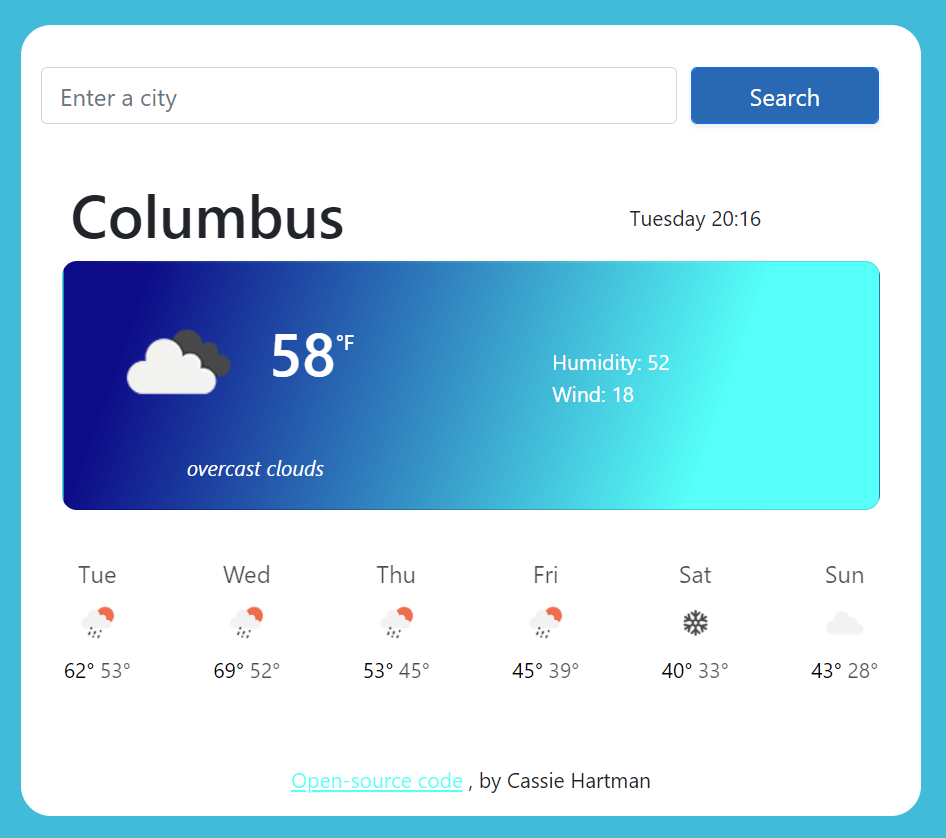 Enter a city Search
Columbus Tuesday 20:16
58°F
Humidity: 52
Wind: 18
overcast clouds
Tue Wed Thu Fri Sat Sun
62° 53° 69° 52° 53° 45° 45° 39° 40° 33° 43° 28°
Open-source code , by Cassie Hartman